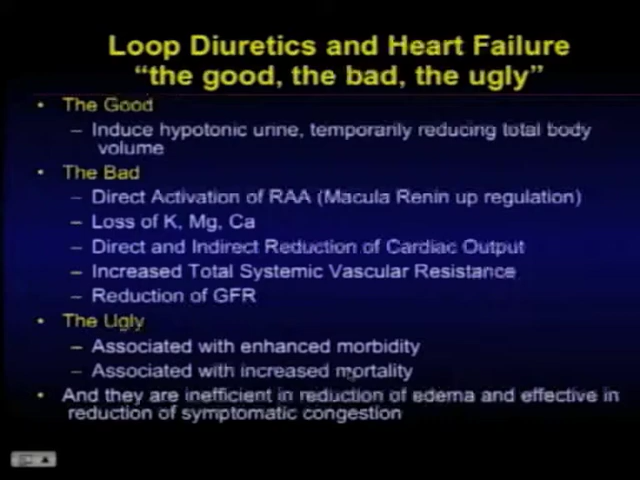 Loop Diuretics and Heart Failure
"the good, the bad, the ugly"
• The Good
– Induce hypotonic urine, temporarily reducing total body
volume
• The Bad
– Direct Activation of RAA (Macula Renin up regulation)
– Loss of K, Mg, Ca
– Direct and Indirect Reduction of Cardiac Output
– Increased Total Systemic Vascular Resistance
– Reduction of GFR
• The Ugly
– Associated with enhanced morbidity
– Associated with increased mortality
• And they are inefficient in reduction of edema and effective in
reduction of symptomatic congestion